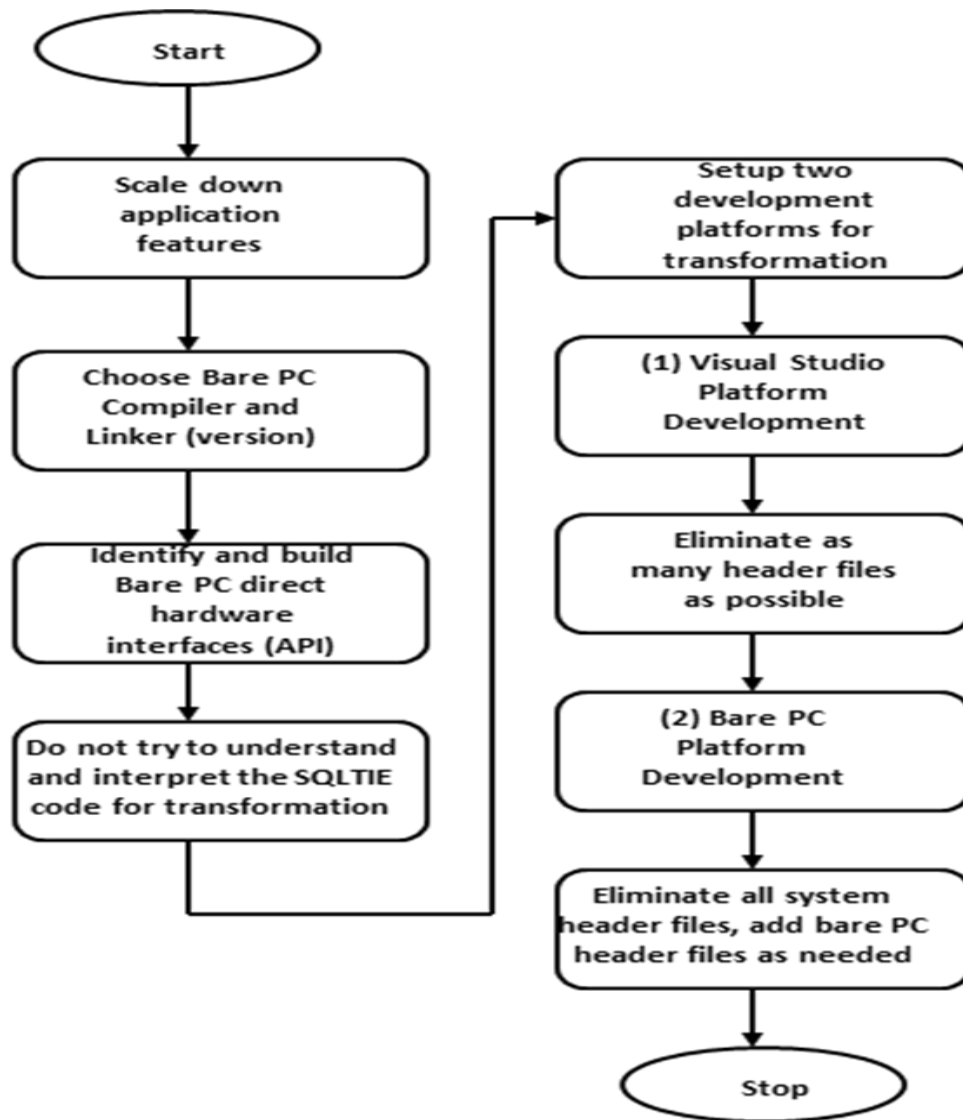 Start
Scale down
application
features
Choose Bare PC
Compiler and
Linker (version)
Identify and build
Bare PC direct
hardware
interfaces (API)
Do not try to understand
and interpret the SQLTIE
code for transformation
Setup two
development
platforms for
transformation
(1) Visual Studio
Platform
Development
Eliminate as
many header files
as possible
(2) Bare PC
Platform
Development
Eliminate all system
header files, add bare PC
header files as needed
Stop